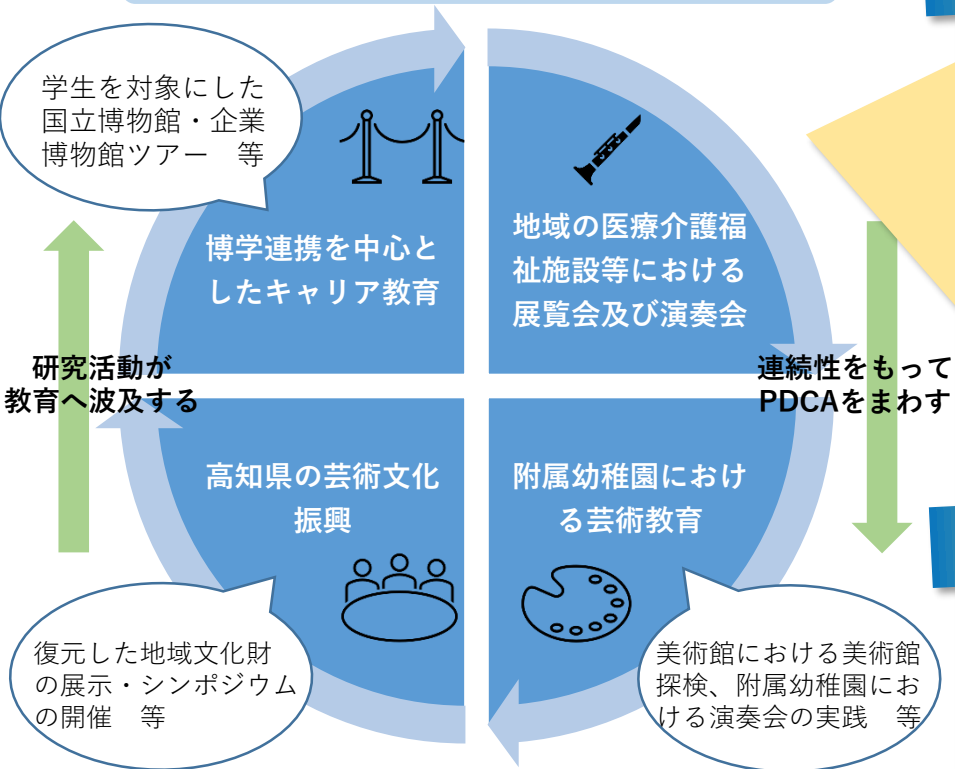 学生を対象にした
国立博物館・企業
博物館ツアー　等
博学連携を中心と
したキャリア教育
地域の医療介護福
祉施設等における
展覧会及び演奏会
研究活動が
教育へ波及する
連続性をもって
PDCAをまわす
高知県の芸術文化
振興
附属幼稚園におけ
る芸術教育
復元した地域文化財
の展示・シンポジウム
の開催　等
美術館における美術館
探検、附属幼稚園にお
ける演奏会の実践　等